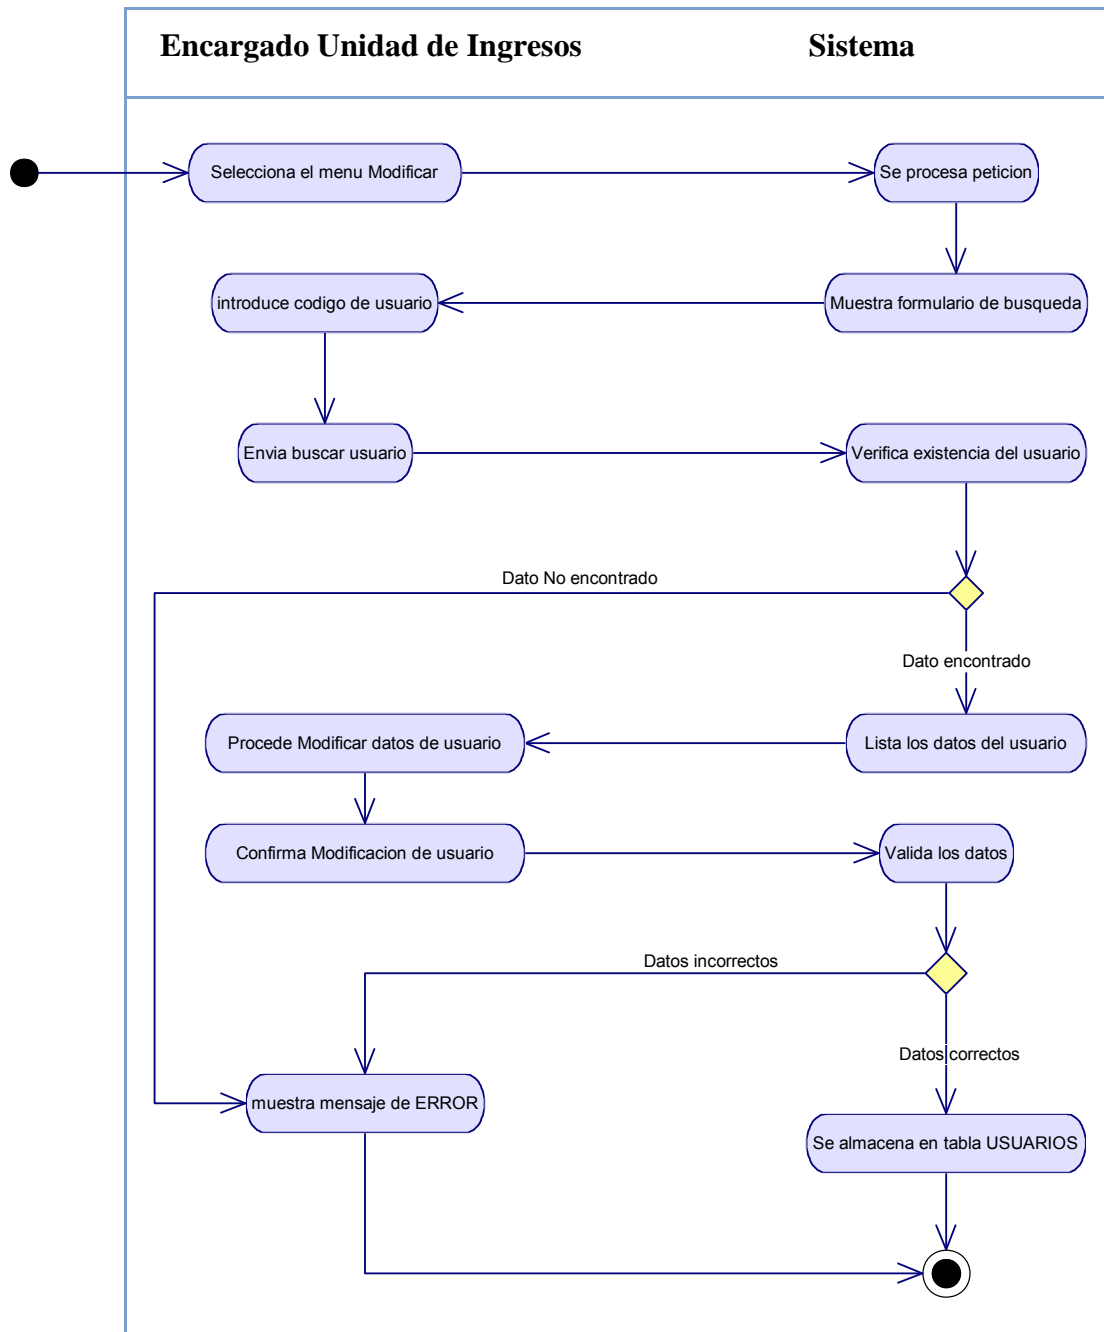 Encargado Unidad de Ingresos
Sistema
Selecciona el menu Modificar
Se procesa peticion
introduce codigo de usuario
Muestra formulario de busqueda
Envia buscar usuario
Verifica existencia del usuario
Dato No encontrado
Dato encontrado
Procede Modificar datos de usuario
Lista los datos del usuario
Confirma Modificacion de usuario
Valida los datos
Datos incorrectos
Datos correctos
muestra mensaje de ERROR
Se almacena en tabla USUARIOS